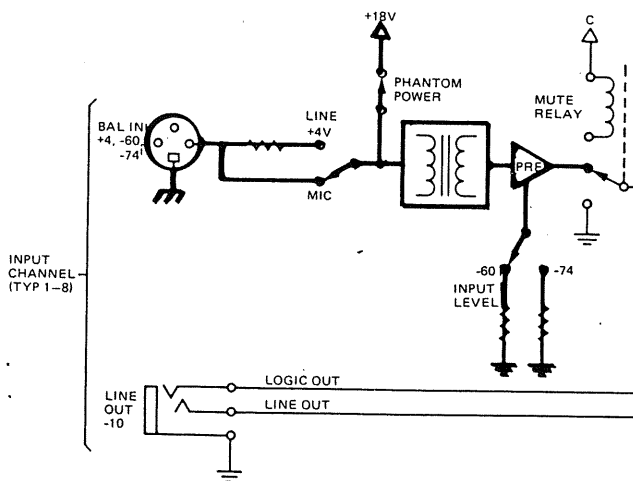 +18V
C
PHANTOM
POWER
MUTE
RELAY
BAL IN
+4, -60,
-74
LINE
+4V
MIC
PRE
INPUT
CHANNEL
(TYP 1-8)
-60
-74
INPUT
LEVEL
LOGIC OUT
LINE
OUT
-10
LINE OUT